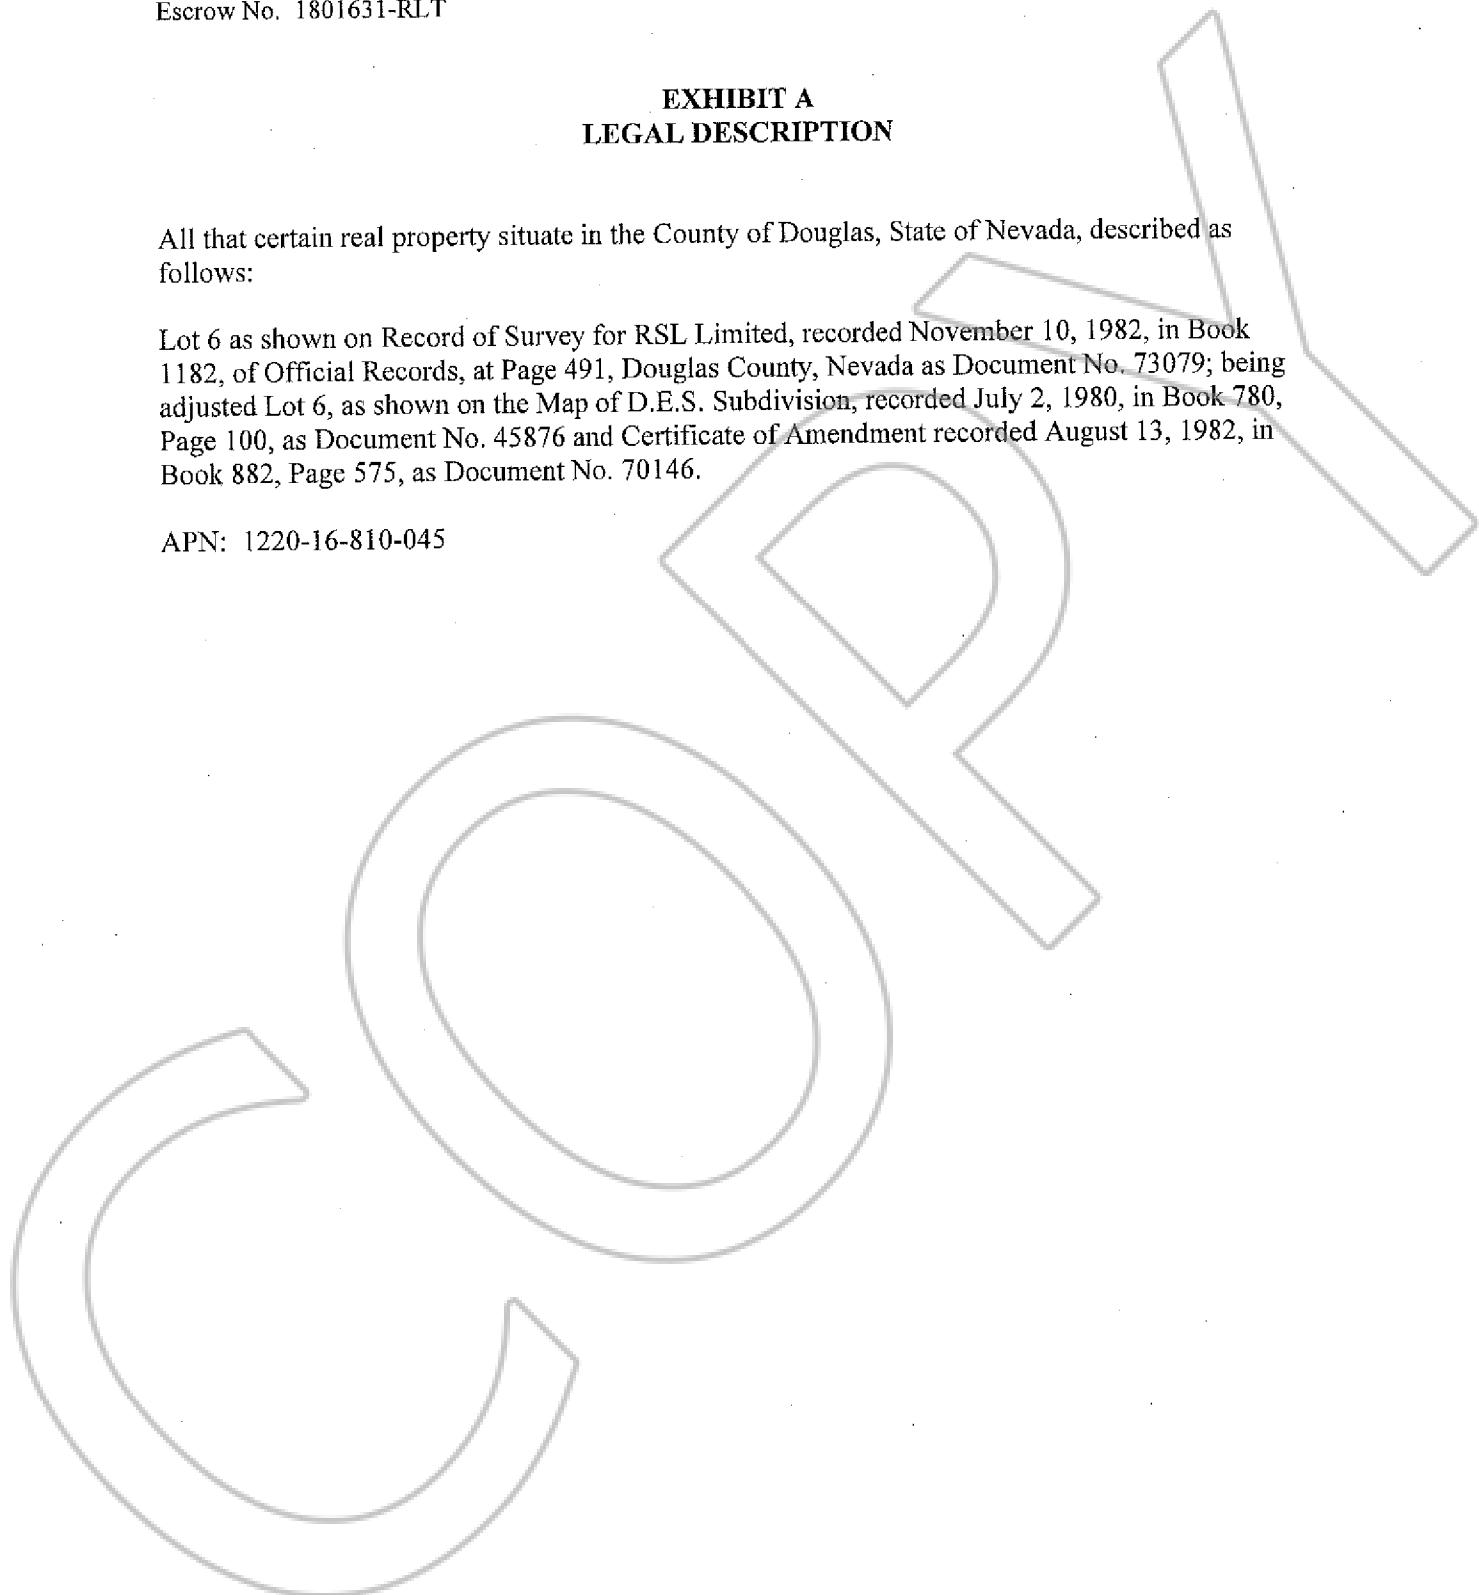 Escrow No. 1801631-RLT
EXHIBIT A
LEGAL DESCRIPTION
All that certain real property situate in the County of Douglas, State of Nevada, described as
follows:
Lot 6 as shown on Record of Survey for RSL Limited, recorded November 10, 1982, in Book
1182, of Official Records, at Page 491, Douglas County, Nevada as Document No. 73079; being
adjusted Lot 6, as shown on the Map of D.E.S. Subdivision, recorded July 2, 1980, in Book 780,
Page 100, as Document No. 45876 and Certificate of Amendment recorded August 13, 1982, in
Book 882, Page 575, as Document No. 70146.
APN: 1220-16-810-045
COPY